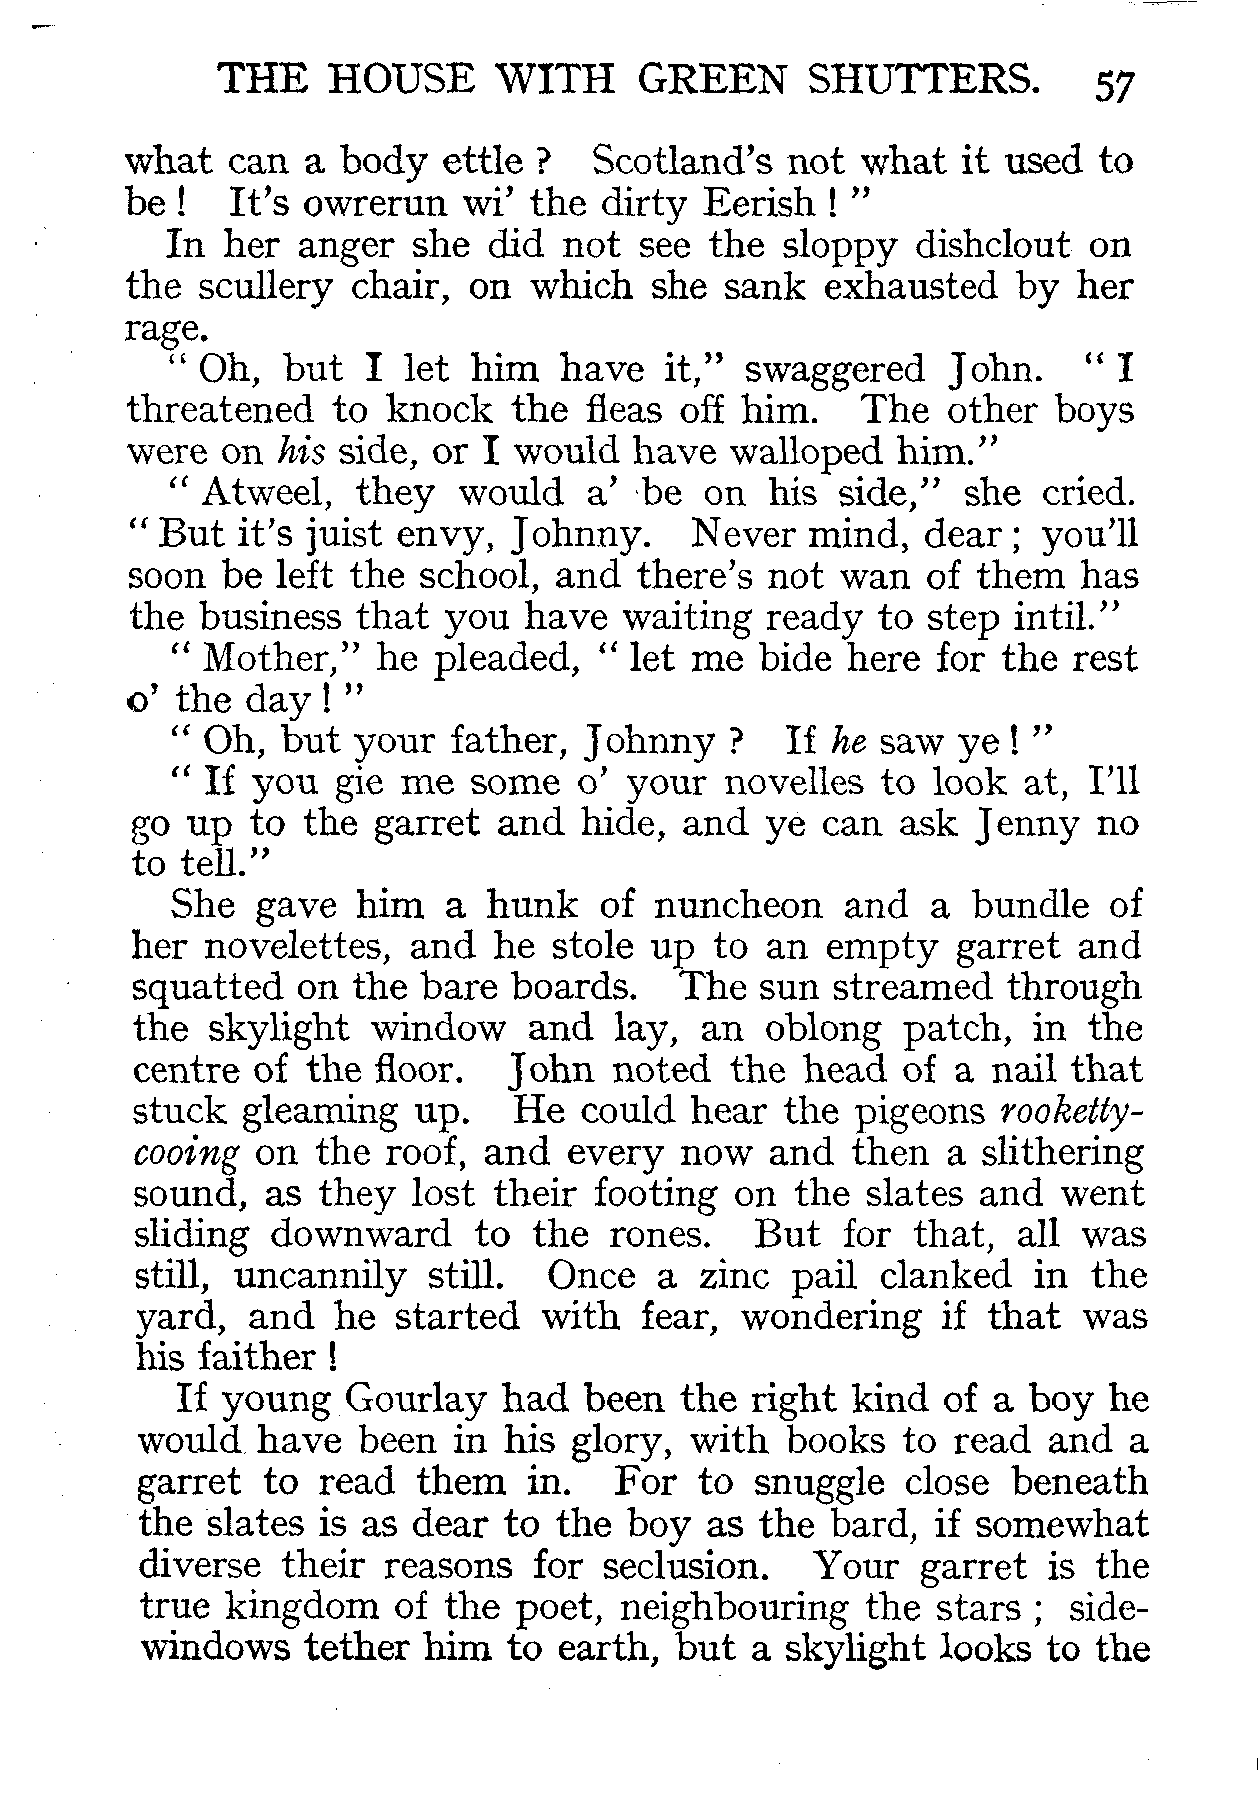 THE HOUSE WITH GREEN SHUTTERS. 57
what can a body ettle ? Scotland's not what it used to
be ! It's owrerun wi' the dirty Eerish ! "
In her anger she did not see the sloppy dishclout on
the scullery chair, on which she sank exhausted by her
rage.
" Oh, but I let him have it," swaggered John. " I
threatened to knock the fleas off him. The other boys
were on his side, or I would have walloped him."
" Atweel, they would a' be on his side," she cried.
" But it's juist envy, Johnny. Never mind, dear ; you'll
soon be left the school, and there's not wan of them has
the business that you have waiting ready to step intil."
" Mother," he pleaded, " let me bide here for the rest
o' the day ! "
" Oh, but your father, Johnny ? If he saw ye ! "
" If you gie me some o' your novelles to look at, I'll
go up to the garret and hide, and ye can ask Jenny no
to tell."
She gave him a hunk of nuncheon and a bundle of
her novelettes, and he stole up to an empty garret and
squatted on the bare boards. The sun streamed through
the skylight window and lay, an oblong patch, in the
centre of the floor. John noted the head of a nail that
stuck gleaming up. He could hear the pigeons rooketty-
cooing on the roof, and every now and then a slithering
sound, as they lost their footing on the slates and went
sliding downward to the rones. But for that, all was
still, uncannily still. Once a zinc pail clanked in the
yard, and he started with fear, wondering if that was
his faither !
If young Gourlay had been the right kind of a boy he
would have been in his glory, with books to read and a
garret to read them in. For to snuggle close beneath
the slates is as dear to the boy as the bard, if somewhat
diverse their reasons for seclusion. Your garret is the
true kingdom of the poet, neighbouring the stars ; side-
windows tether him to earth, but a skylight looks to the